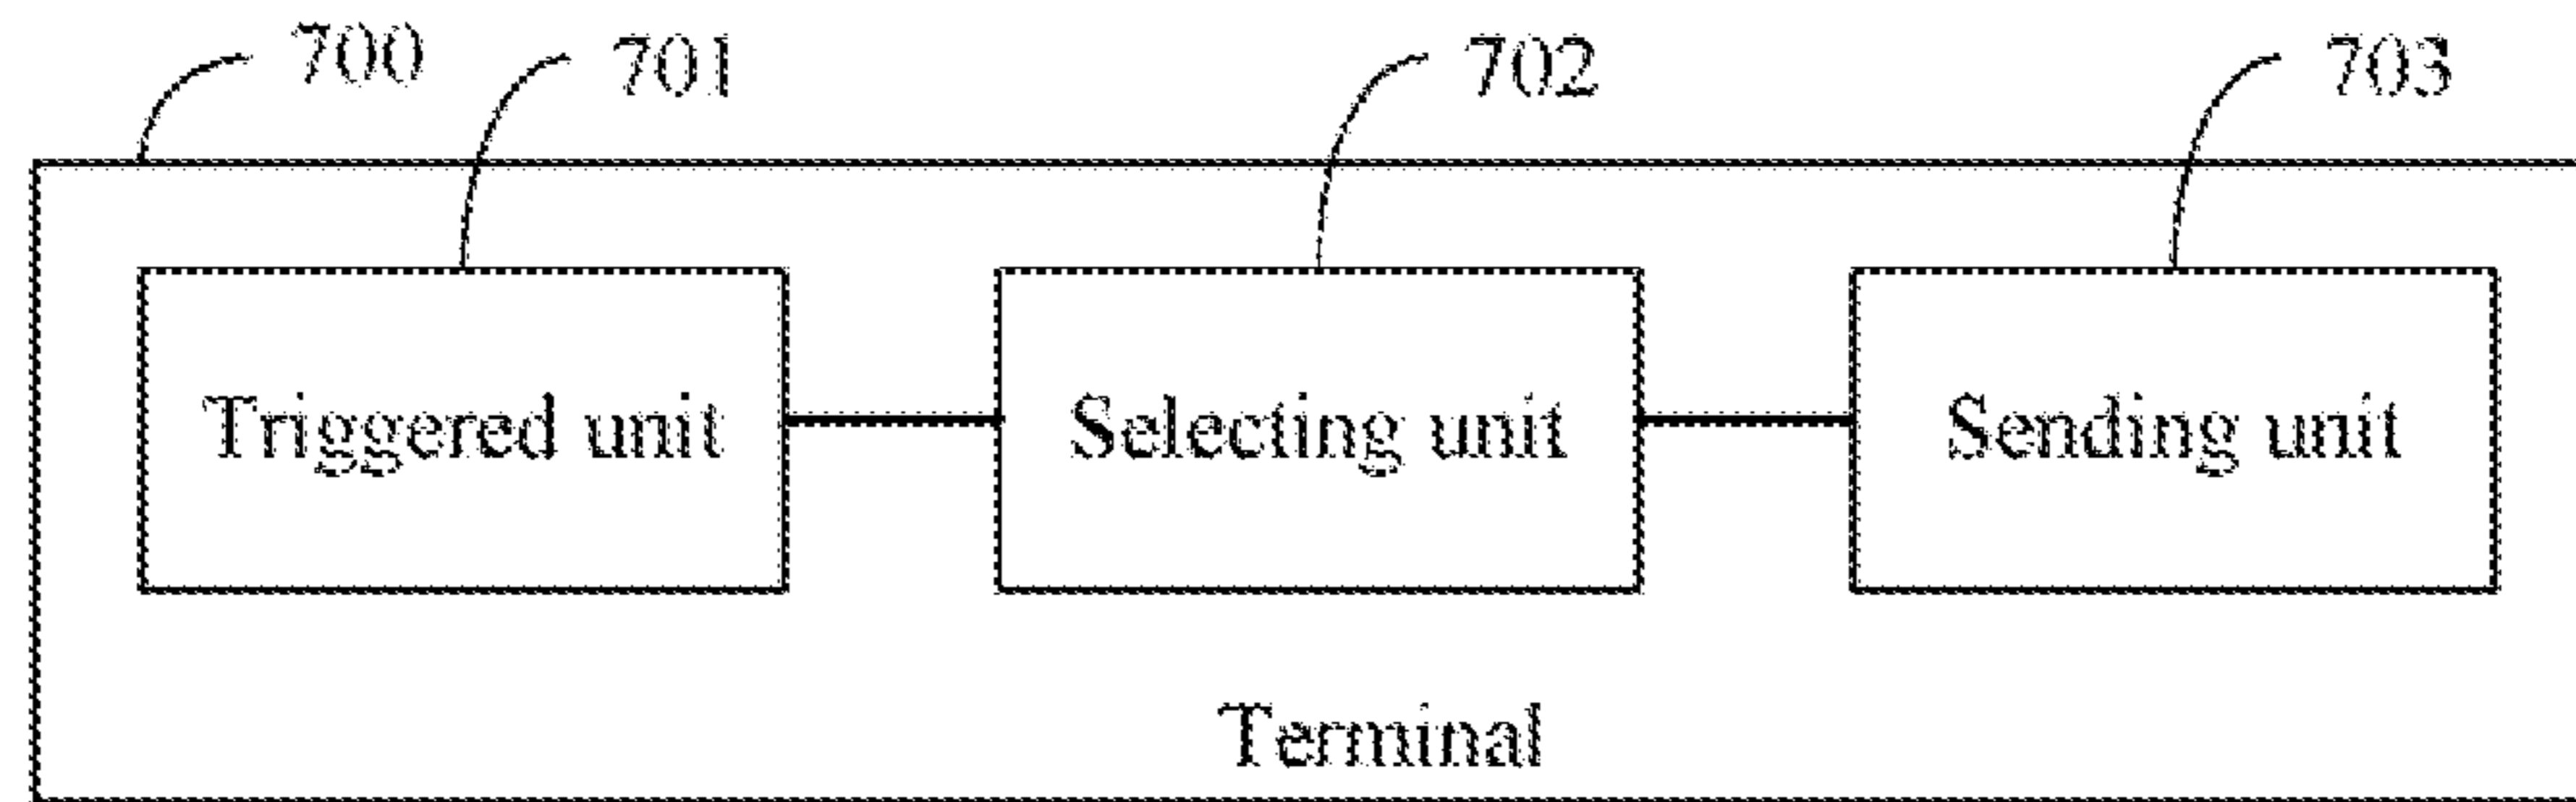 700 701 702 703
Triggered unit Selecting unit Sending unit
Terminal